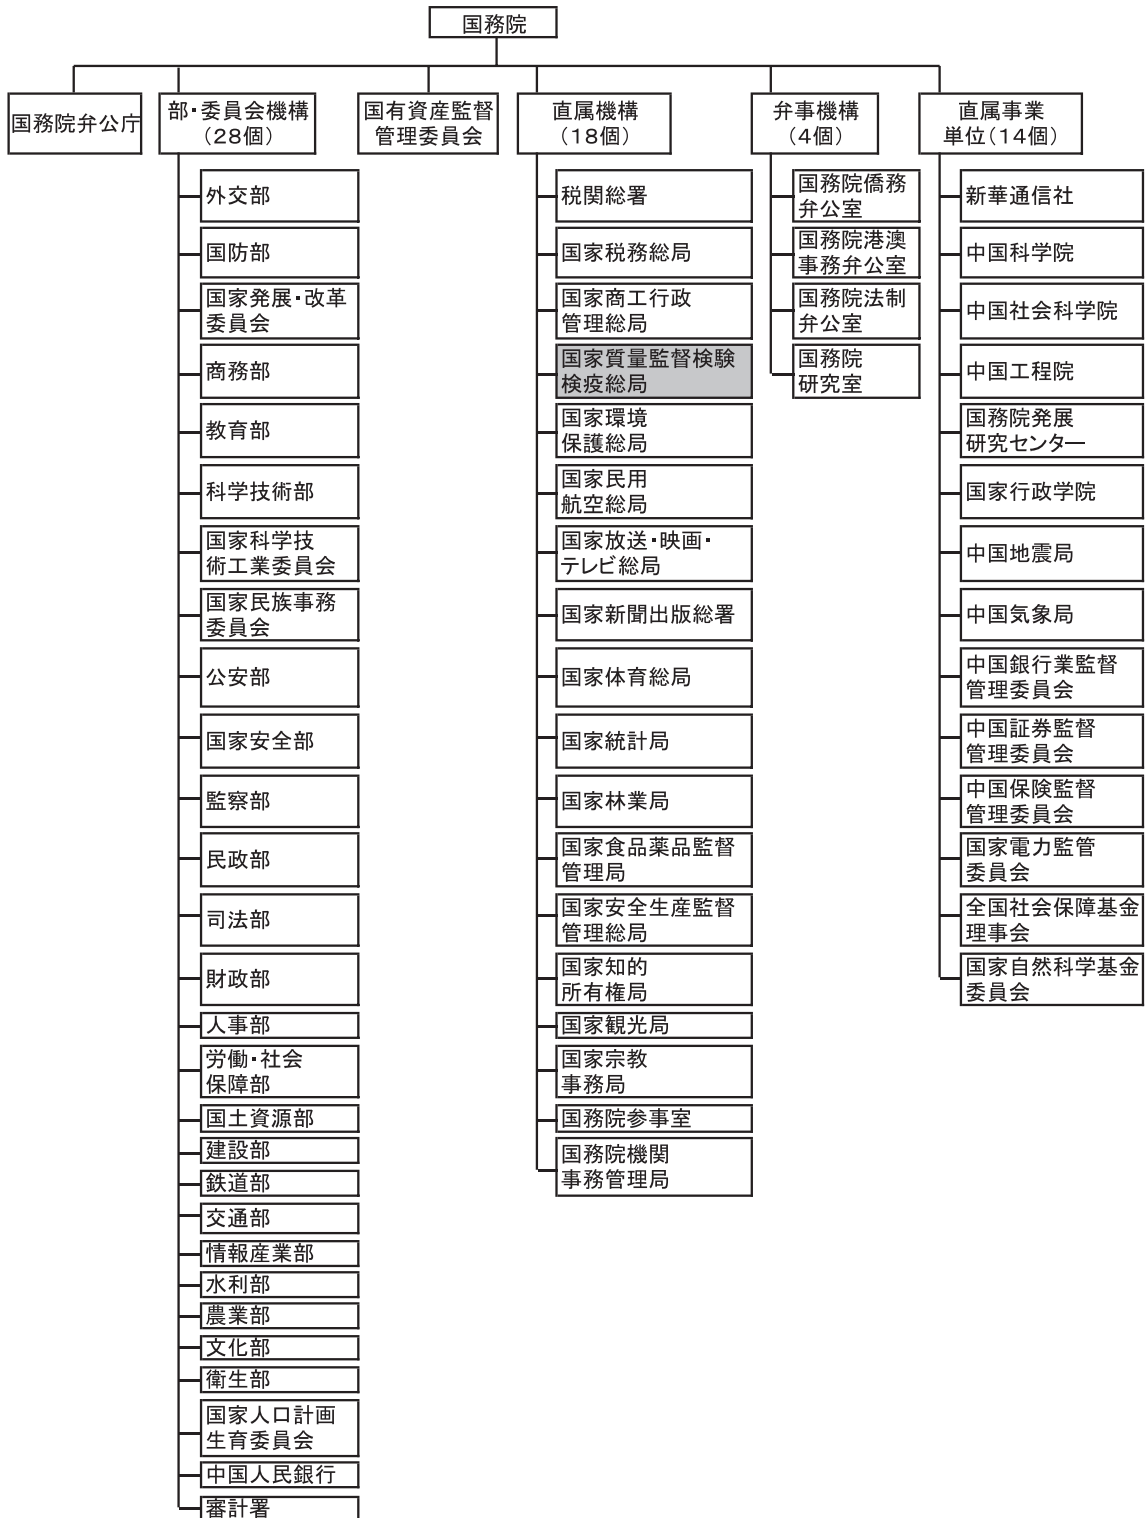 国務院
国務院弁公庁
部・委員会機構
（28個）
国有資産監督
管理委員会
直属機構
（18個）
弁事機構
（4個）
直属事業
単位（14個）
外交部
国防部
国家発展・改革
委員会
商務部
教育部
科学技術部
国家科学技
術工業委員会
国家民族事務
委員会
公安部
国家安全部
監察部
民政部
司法部
財政部
人事部
労働・社会
保障部
国土資源部
建設部
鉄道部
交通部
情報産業部
水利部
農業部
文化部
衛生部
国家人口計画
生育委員会
中国人民銀行
審計署
税関総署
国家税務総局
国家商工行政
管理総局
国家質量監督検験
検疫総局
国家環境
保護総局
国家民用
航空総局
国家放送・映画・
テレビ総局
国家新聞出版総署
国家体育総局
国家統計局
国家林業局
国家食品薬品監督
管理局
国家安全生産監督
管理総局
国家知的
所有権局
国家観光局
国家宗教
事務局
国務院参事室
国務院機関
事務管理局
国務院僑務
弁公室
国務院港澳
事務弁公室
国務院法制
弁公室
国務院
研究室
新華通信社
中国科学院
中国社会科学院
中国工程院
国務院発展
研究センター
国家行政学院
中国地震局
中国気象局
中国銀行業監督
管理委員会
中国証券監督
管理委員会
中国保険監督
管理委員会
国家電力監管
委員会
全国社会保障基金
理事会
国家自然科学基金
委員会